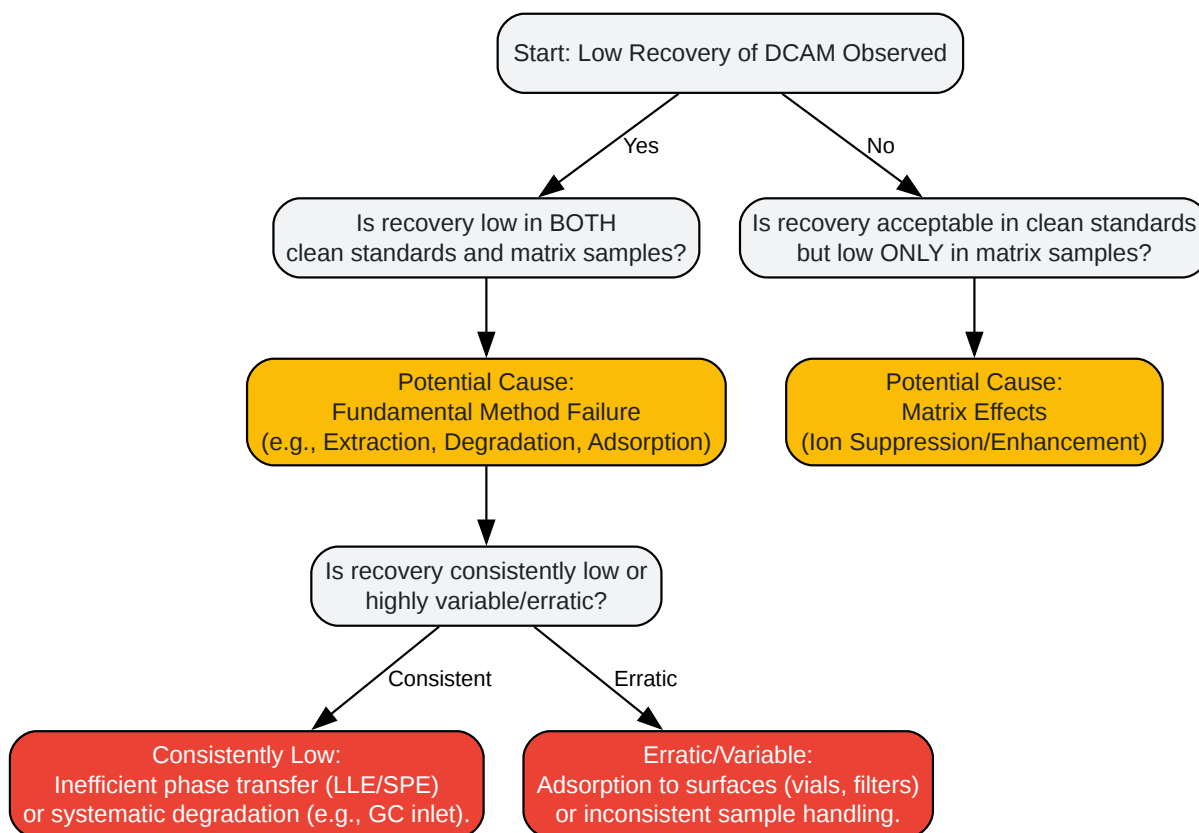 Start: Low Recovery of DCAM Observed
Yes
No
Is recovery low in BOTH
clean standards and matrix samples?
Is recovery acceptable in clean standards
but low ONLY in matrix samples?
Potential Cause:
Fundamental Method Failure
(e.g., Extraction, Degradation, Adsorption)
Potential Cause:
Matrix Effects
(Ion Suppression/Enhancement)
Is recovery consistently low or
highly variable/erratic?
Consistent
Erratic
Consistently Low:
Inefficient phase transfer (LLE/SPE)
or systematic degradation (e.g., GC inlet).
Erratic/Variable:
Adsorption to surfaces (vials, filters)
or inconsistent sample handling.